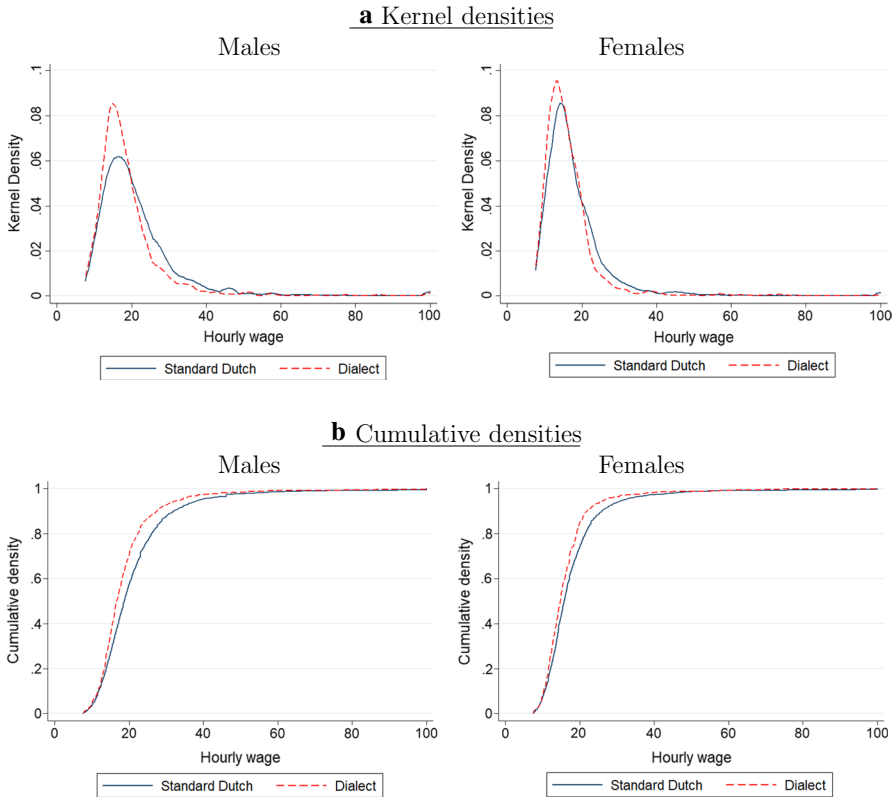 a Kernel densities
Males
Females
Kernel Density
.1
.08
.06
.04
.02
0
0 20 40 60 80 100
Hourly wage
Standard Dutch Dialect
Kernel Density
.1
.08
.06
.04
.02
0
0 20 40 60 80 100
Hourly wage
Standard Dutch Dialect
b Cumulative densities
Males
Females
Cumulative density
1
.8
.6
.4
.2
0
0 20 40 60 80 100
Hourly wage
Standard Dutch Dialect
Cumulative density
1
.8
.6
.4
.2
0
0 20 40 60 80 100
Hourly wage
Standard Dutch Dialect